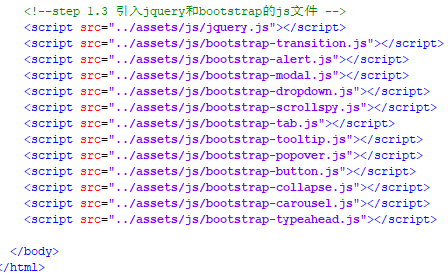 <!--step 1.3 引入jquery和bootstrap的js文件 -->
<script src="../assets/js/jquery.js"></script>
<script src="../assets/js/bootstrap-transition.js"></script>
<script src="../assets/js/bootstrap-alert.js"></script>
<script src="../assets/js/bootstrap-modal.js"></script>
<script src="../assets/js/bootstrap-dropdown.js"></script>
<script src="../assets/js/bootstrap-scrollspy.js"></script>
<script src="../assets/js/bootstrap-tab.js"></script>
<script src="../assets/js/bootstrap-tooltip.js"></script>
<script src="../assets/js/bootstrap-popover.js"></script>
<script src="../assets/js/bootstrap-button.js"></script>
<script src="../assets/js/bootstrap-collapse.js"></script>
<script src="../assets/js/bootstrap-carousel.js"></script>
<script src="../assets/js/bootstrap-typeahead.js"></script>
</body>
</html>